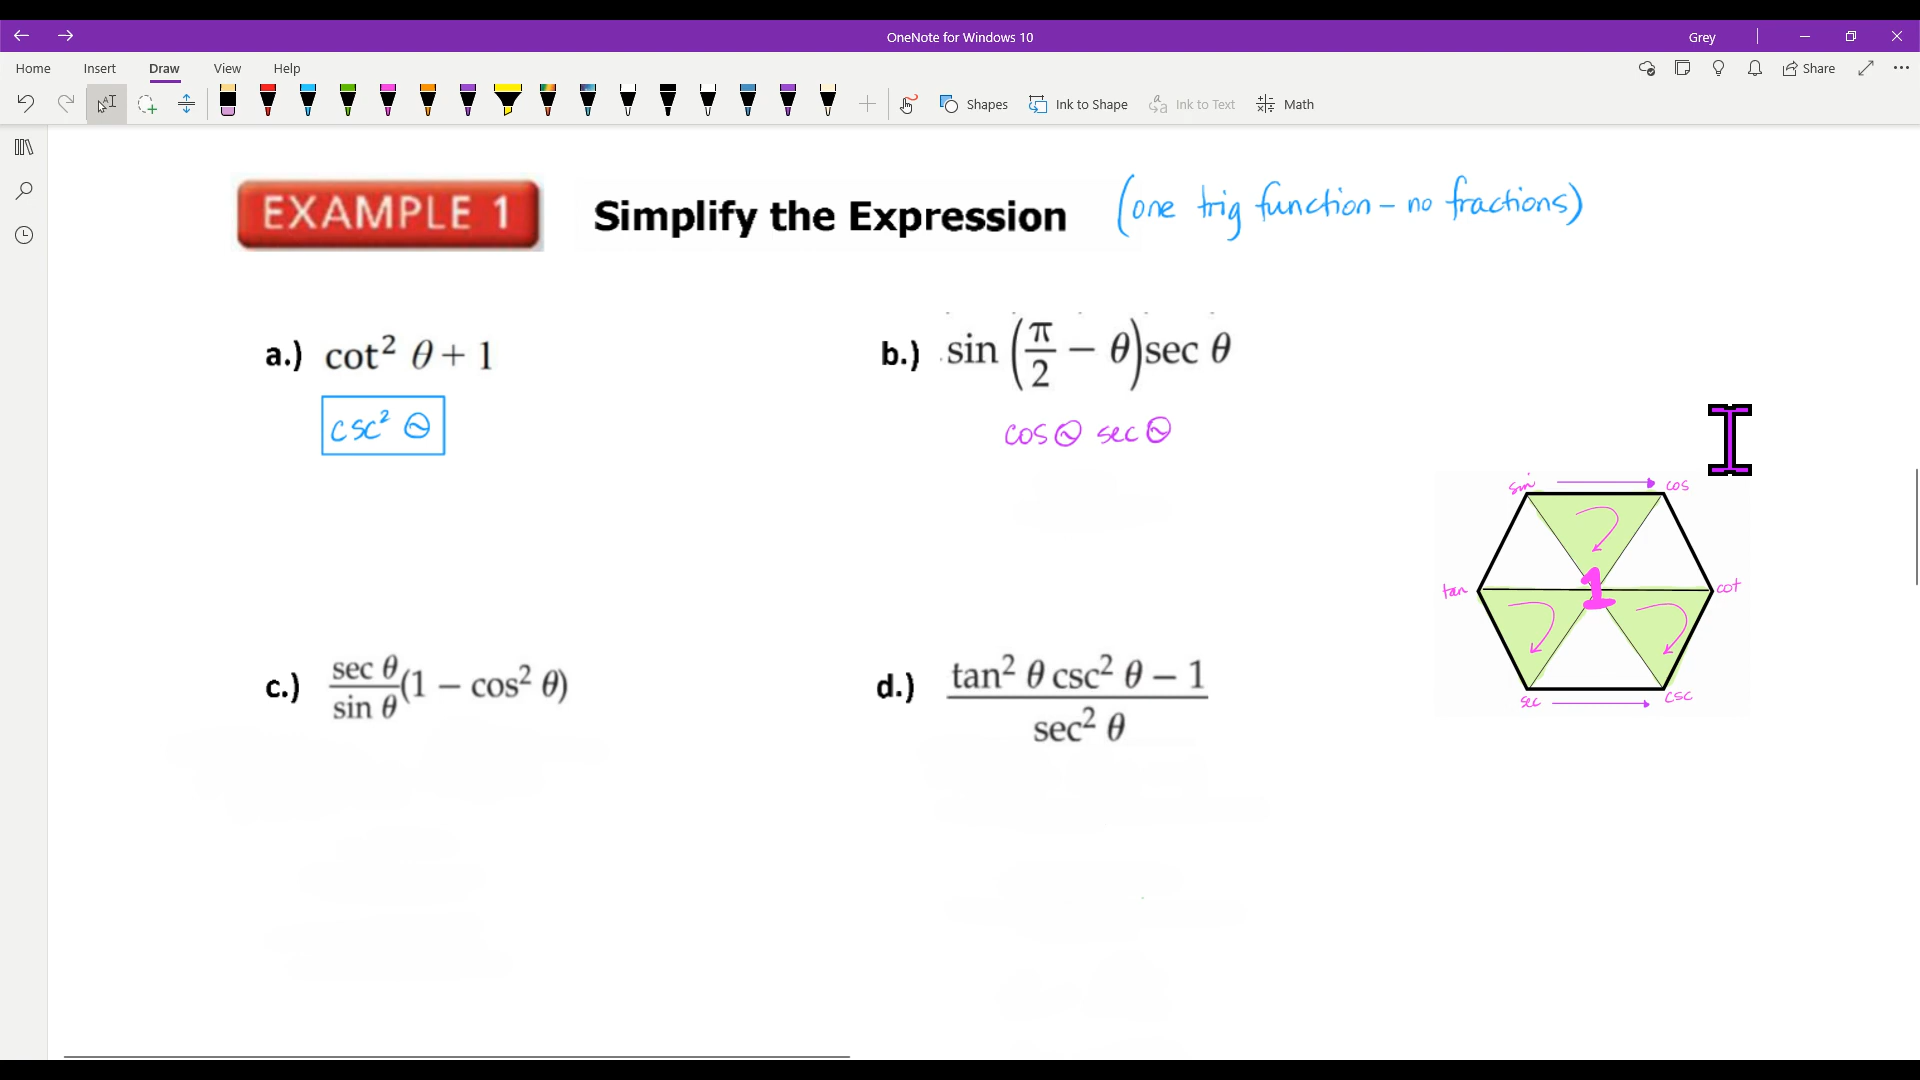 OneNote for Windows 10
Grey
Home Insert Draw View Help
Share
Shapes Ink to Shape Ink to Text Math
EXAMPLE 1 Simplify the Expression (one trig function - no fractions)
a.) cot² θ + 1
csc² θ
b.) sin (π/2 − θ) sec θ
cos θ sec θ
sin cos
tan 1 cot
sec csc
c.) sec θ / sin θ (1 − cos² θ)
d.) tan² θ csc² θ − 1 / sec² θ